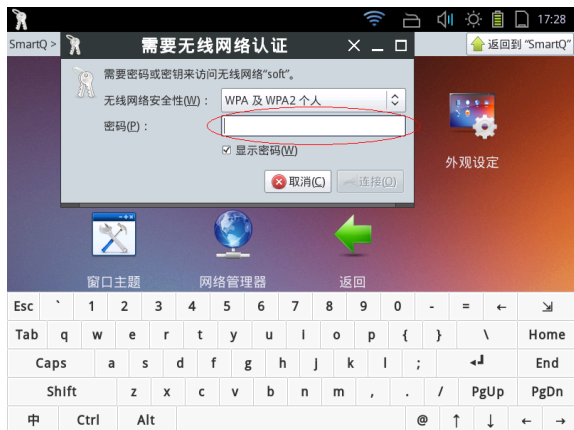 17:28
SmartQ >
返回到 “SmartQ”
需要无线网络认证
需要密码或密钥来访问无线网络“soft”。
无线网络安全性(W)：
WPA 及 WPA2 个人
密码(P)：
显示密码(W)
取消(C)
连接(O)
外观设定
窗口主题
网络管理器
返回
Esc ` 1 2 3 4 5 6 7 8 9 0 - = ←
Tab q w e r t y u i o p { } \ Home
Caps a s d f g h j k l ; End
Shift z x c v b n m , . / PgUp PgDn
中 Ctrl Alt @ ↑ ↓ ← →